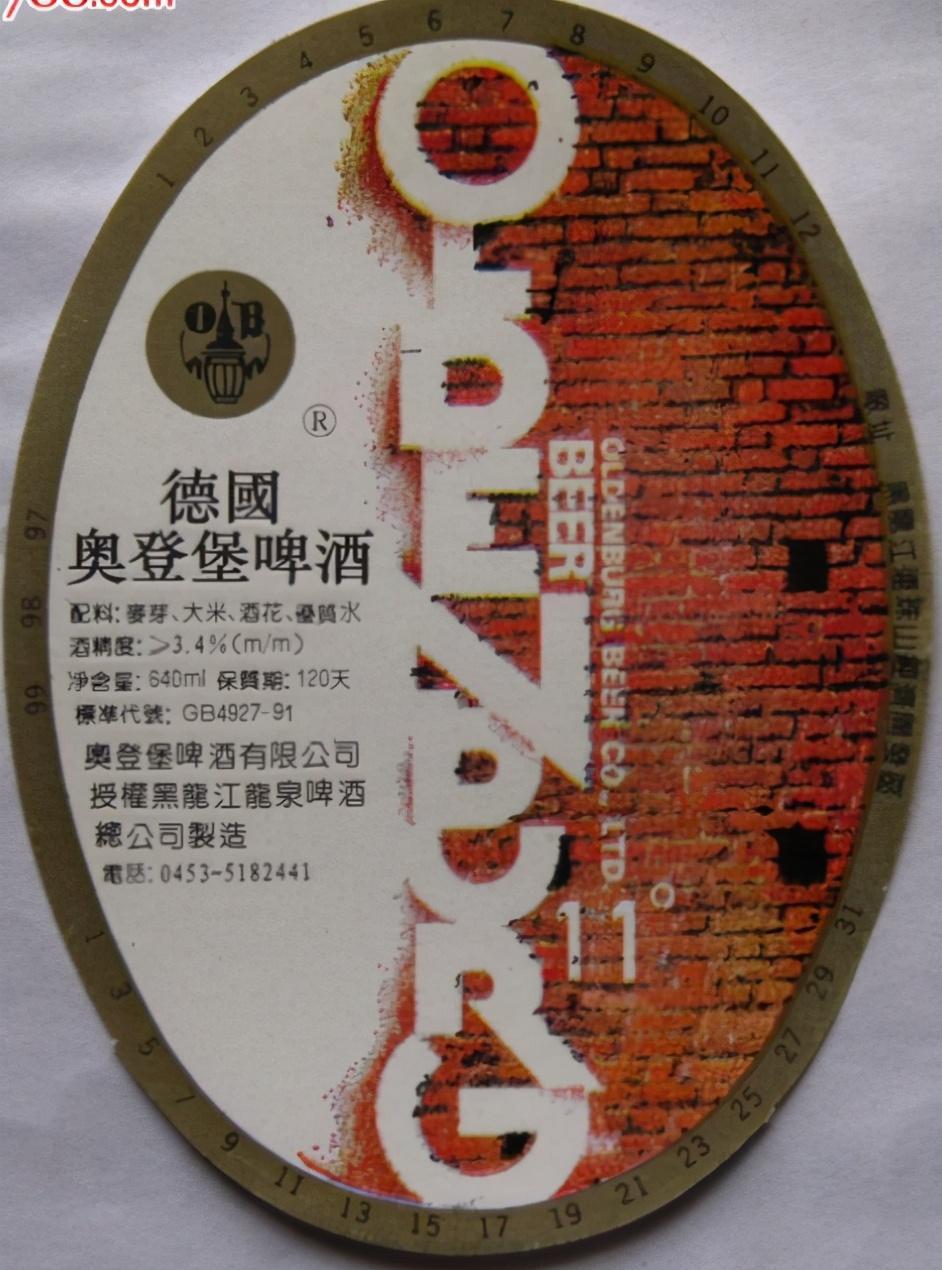 1 2 3 4 5 6 7 8 9 10 11 12
O B
®
德國
奧登堡啤酒
配料: 麥芽、大米、酒花、優質水
酒精度: ≥3.4%(m/m)
净含量: 640ml 保質期: 120天
標準代號: GB4927-91
奧登堡啤酒有限公司
授權黑龍江龍泉啤酒
總公司製造
電話: 0453-5182441
OLDENBURG
BEER
OLDENBURG BEER CO., LTD.
11°
97 98 99
1 3 5 7 9 11 13 15 17 19 21 23 25 27 29 31